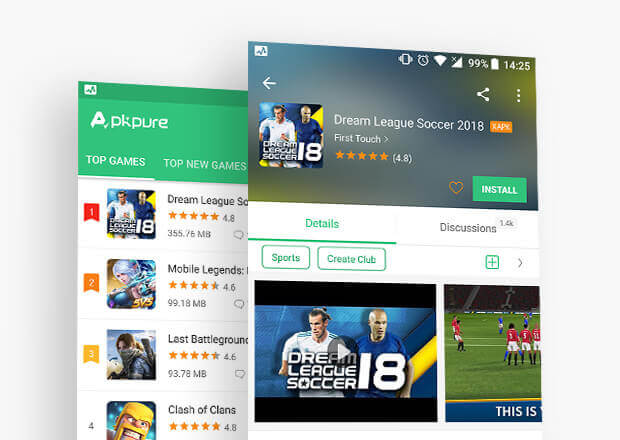 Apkpure
TOP GAMES
TOP NEW GAMES
1
DREAM
LEAGUE
SOCCER 18
Dream League So
4.8
355.76 MB
2
5V5
Mobile Legends:
4.6
99.18 MB
3
Last Battleground
4.6
93.78 MB
4
Clash of Clans
4.8
99%
14:25
DREAM
LEAGUE
SOCCER 18
Dream League Soccer 2018 XAPK
First Touch >
(4.8)
INSTALL
Details
Discussions 1.4k
Sports
Create Club
DREAM
LEAGUE
SOCCER 18
THIS IS Y